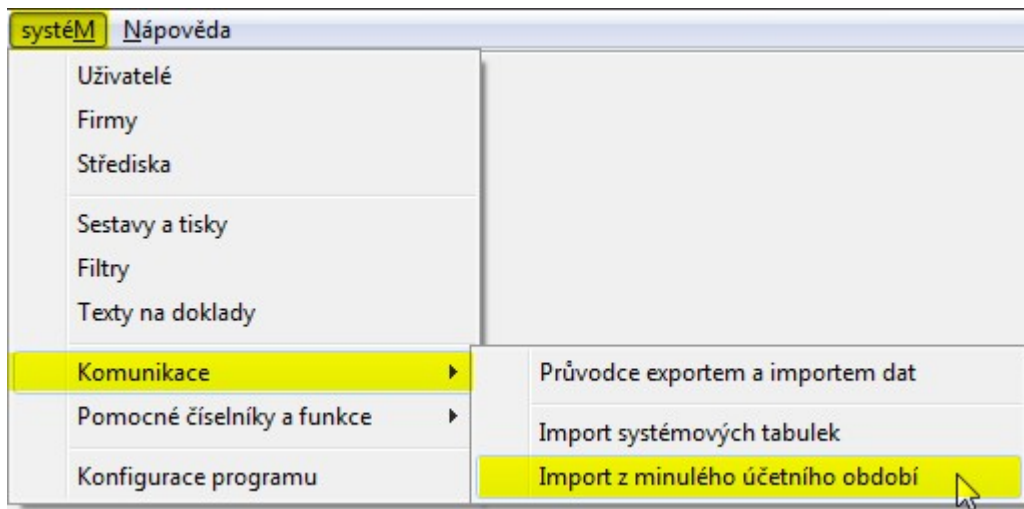 systéM Nápověda
Uživatelé
Firmy
Střediska
Sestavy a tisky
Filtry
Texty na doklady
Komunikace
Pomocné číselníky a funkce
Konfigurace programu
Průvodce exportem a importem dat
Import systémových tabulek
Import z minulého účetního období